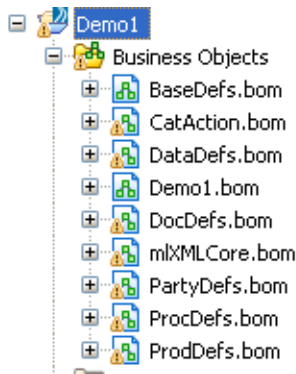 Demo1
Business Objects
BaseDefs.bom
CatAction.bom
DataDefs.bom
Demo1.bom
DocDefs.bom
mlXMLCore.bom
PartyDefs.bom
ProcDefs.bom
ProdDefs.bom